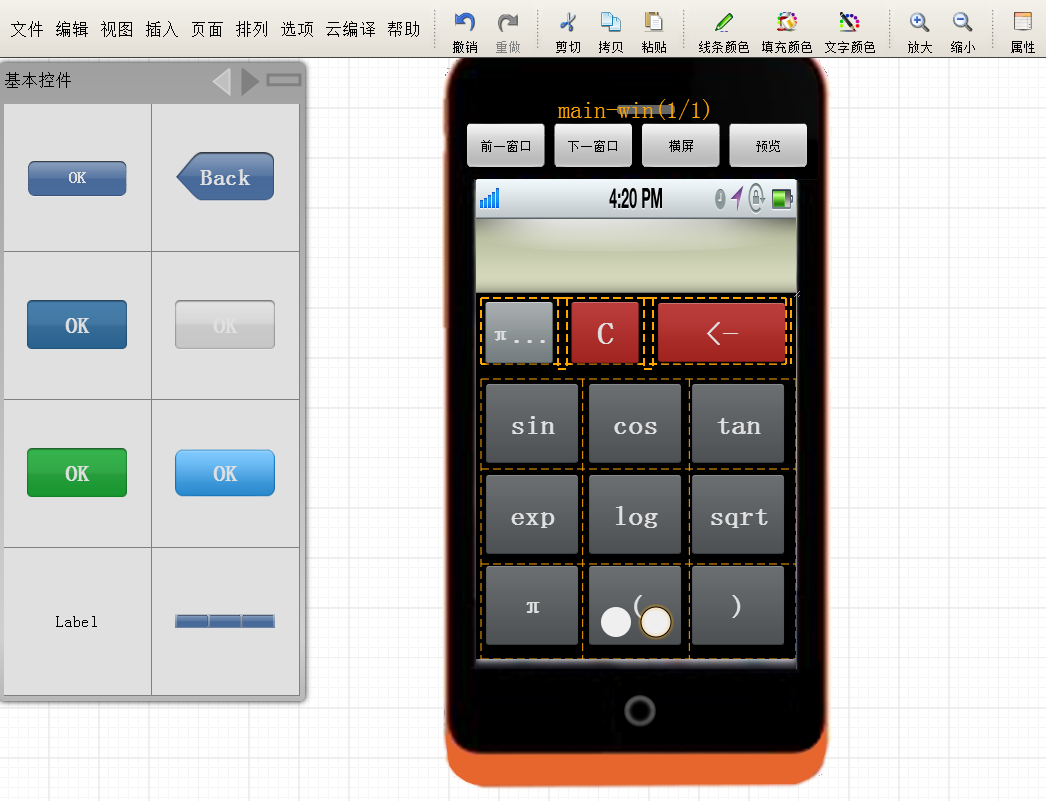 文件 编辑 视图 插入 页面 排列 选项 云编译 帮助
撤销 重做 剪切 拷贝 粘贴 线条颜色 填充颜色 文字颜色 放大 缩小 属性
基本控件
OK Back
OK OK
OK OK
Label
main-win(1/1)
前一窗口 下一窗口 横屏 预览
4:20 PM
π... C <-
sin cos tan
exp log sqrt
π ( )